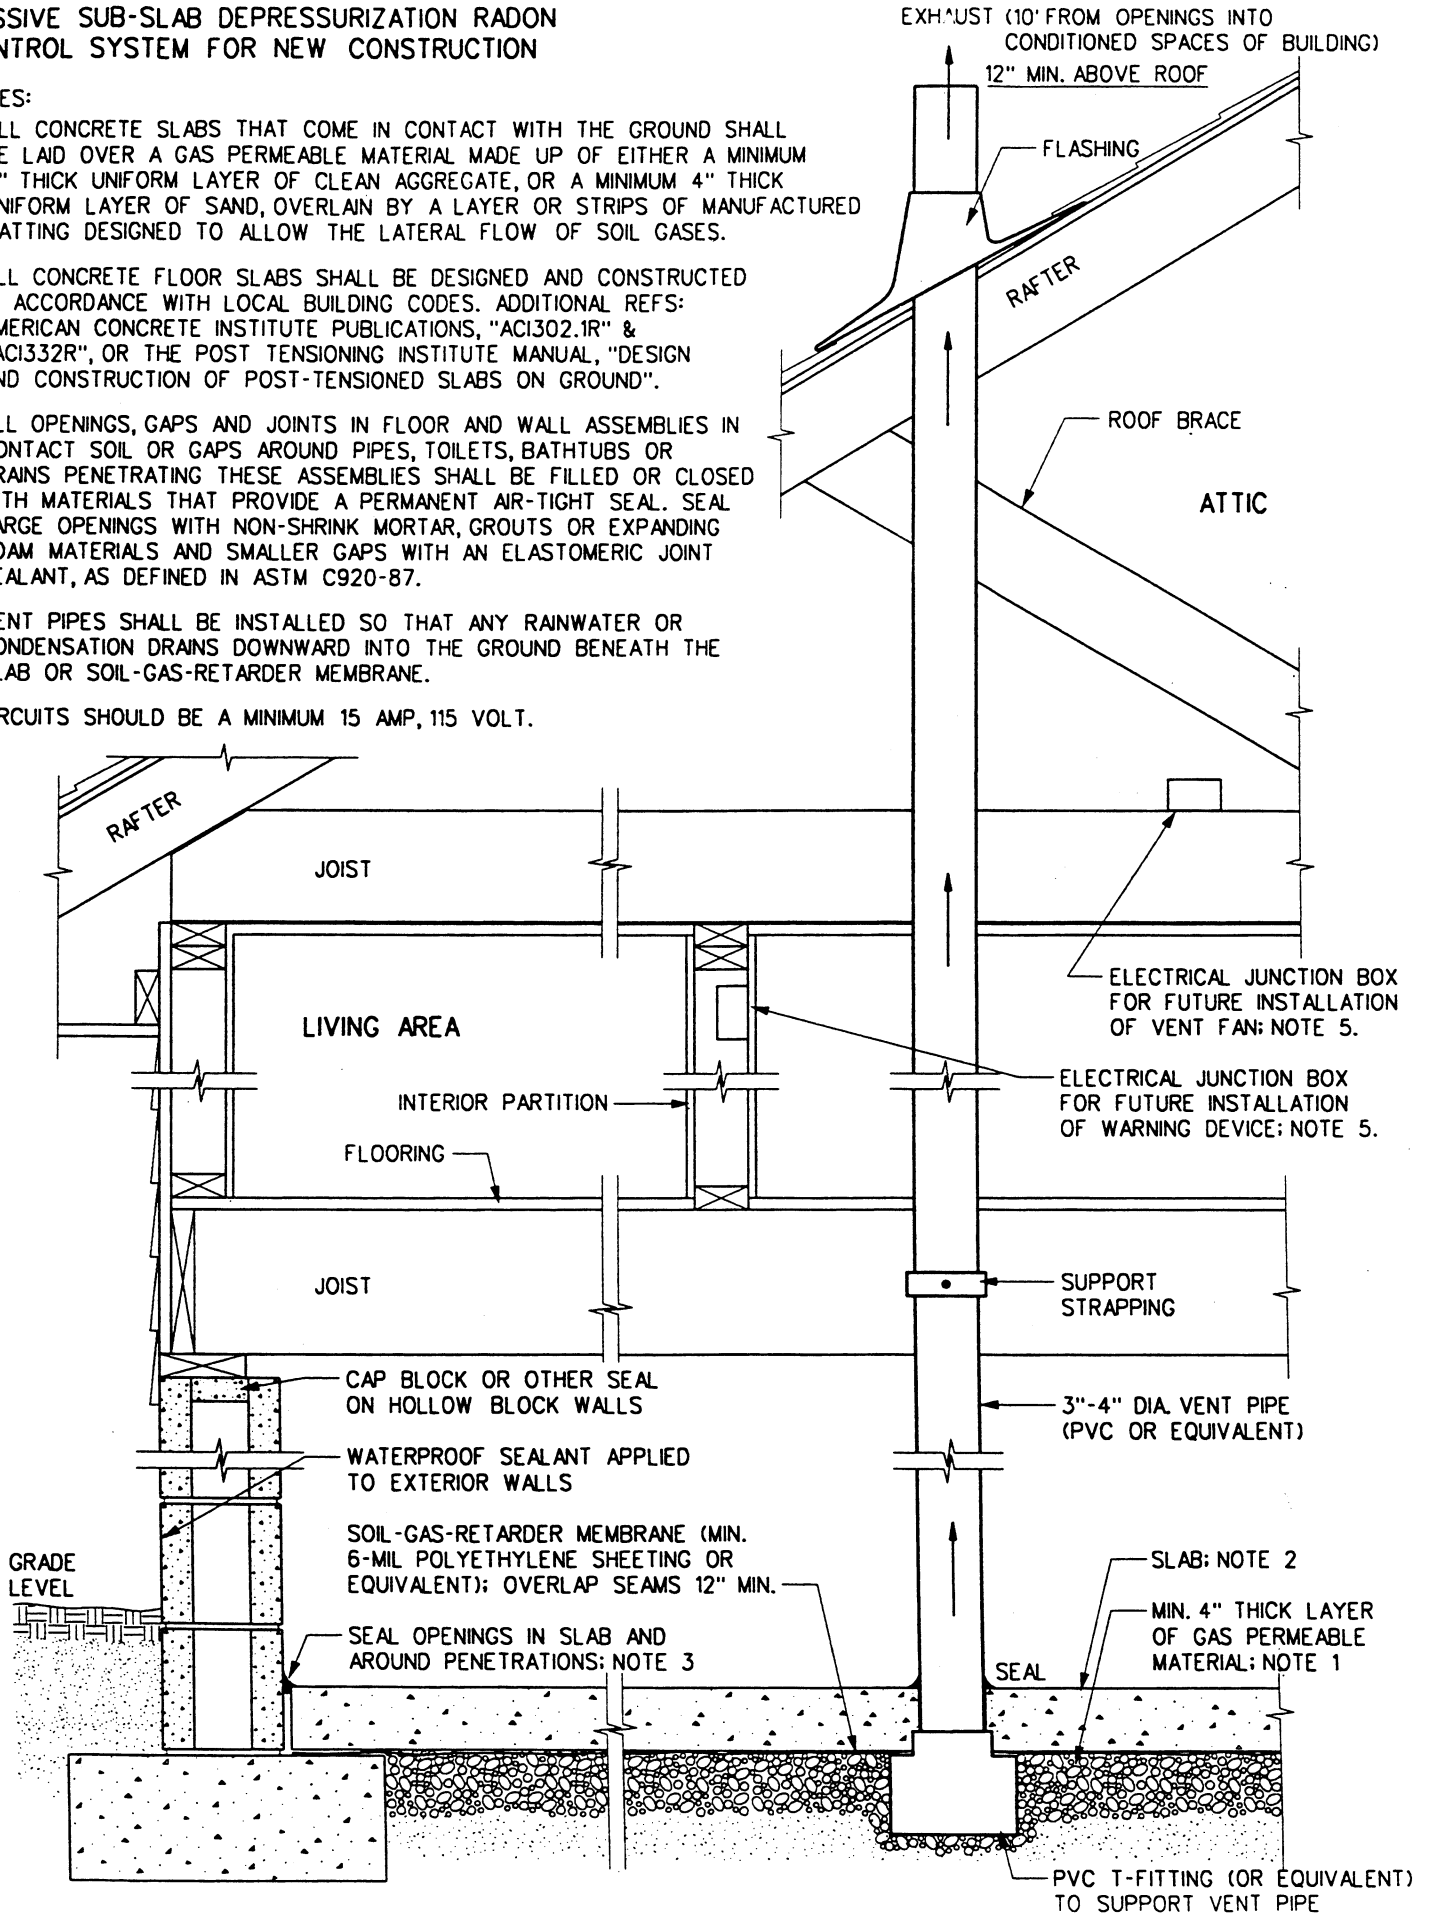 SSIVE SUB-SLAB DEPRESSURIZATION RADON
NTROL SYSTEM FOR NEW CONSTRUCTION
ES:
LL CONCRETE SLABS THAT COME IN CONTACT WITH THE GROUND SHALL
E LAID OVER A GAS PERMEABLE MATERIAL MADE UP OF EITHER A MINIMUM
" THICK UNIFORM LAYER OF CLEAN AGGREGATE, OR A MINIMUM 4" THICK
NIFORM LAYER OF SAND, OVERLAIN BY A LAYER OR STRIPS OF MANUFACTURED
ATTING DESIGNED TO ALLOW THE LATERAL FLOW OF SOIL GASES.
LL CONCRETE FLOOR SLABS SHALL BE DESIGNED AND CONSTRUCTED
ACCORDANCE WITH LOCAL BUILDING CODES. ADDITIONAL REFS:
MERICAN CONCRETE INSTITUTE PUBLICATIONS, "ACI302.1R" &
ACI332R", OR THE POST TENSIONING INSTITUTE MANUAL, "DESIGN
ND CONSTRUCTION OF POST-TENSIONED SLABS ON GROUND".
LL OPENINGS, GAPS AND JOINTS IN FLOOR AND WALL ASSEMBLIES IN
ONTACT SOIL OR GAPS AROUND PIPES, TOILETS, BATHTUBS OR
RAINS PENETRATING THESE ASSEMBLIES SHALL BE FILLED OR CLOSED
TH MATERIALS THAT PROVIDE A PERMANENT AIR-TIGHT SEAL. SEAL
ARGE OPENINGS WITH NON-SHRINK MORTAR, GROUTS OR EXPANDING
OAM MATERIALS AND SMALLER GAPS WITH AN ELASTOMERIC JOINT
EALANT, AS DEFINED IN ASTM C920-87.
ENT PIPES SHALL BE INSTALLED SO THAT ANY RAINWATER OR
ONDENSATION DRAINS DOWNWARD INTO THE GROUND BENEATH THE
LAB OR SOIL-GAS-RETARDER MEMBRANE.
RCUITS SHOULD BE A MINIMUM 15 AMP, 115 VOLT.
EXHAUST (10' FROM OPENINGS INTO
CONDITIONED SPACES OF BUILDING)
12" MIN. ABOVE ROOF
FLASHING
RAFTER
ROOF BRACE
ATTIC
RAFTER
JOIST
LIVING AREA
ELECTRICAL JUNCTION BOX
FOR FUTURE INSTALLATION
OF VENT FAN; NOTE 5.
ELECTRICAL JUNCTION BOX
FOR FUTURE INSTALLATION
OF WARNING DEVICE; NOTE 5.
INTERIOR PARTITION
FLOORING
JOIST
SUPPORT
STRAPPING
CAP BLOCK OR OTHER SEAL
ON HOLLOW BLOCK WALLS
3"-4" DIA. VENT PIPE
(PVC OR EQUIVALENT)
WATERPROOF SEALANT APPLIED
TO EXTERIOR WALLS
SOIL-GAS-RETARDER MEMBRANE (MIN.
6-MIL POLYETHYLENE SHEETING OR
EQUIVALENT); OVERLAP SEAMS 12" MIN.
GRADE
LEVEL
SLAB; NOTE 2
MIN. 4" THICK LAYER
OF GAS PERMEABLE
MATERIAL; NOTE 1
SEAL OPENINGS IN SLAB AND
AROUND PENETRATIONS; NOTE 3
SEAL
PVC T-FITTING (OR EQUIVALENT)
TO SUPPORT VENT PIPE